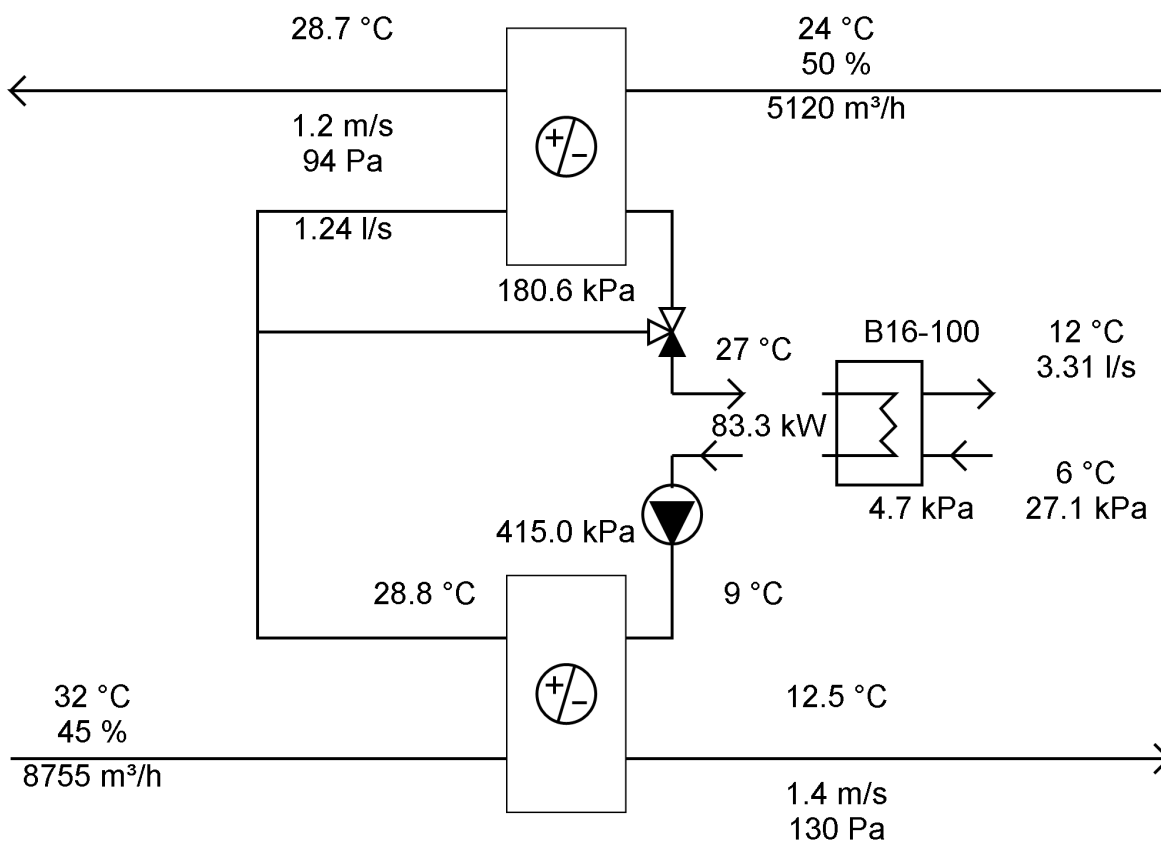 28.7 °C
24 °C
50 %
5120 m³/h
1.2 m/s
94 Pa
1.24 l/s
180.6 kPa
27 °C
B16-100
12 °C
3.31 l/s
83.3 kW
6 °C
27.1 kPa
4.7 kPa
415.0 kPa
28.8 °C
9 °C
32 °C
45 %
8755 m³/h
12.5 °C
1.4 m/s
130 Pa